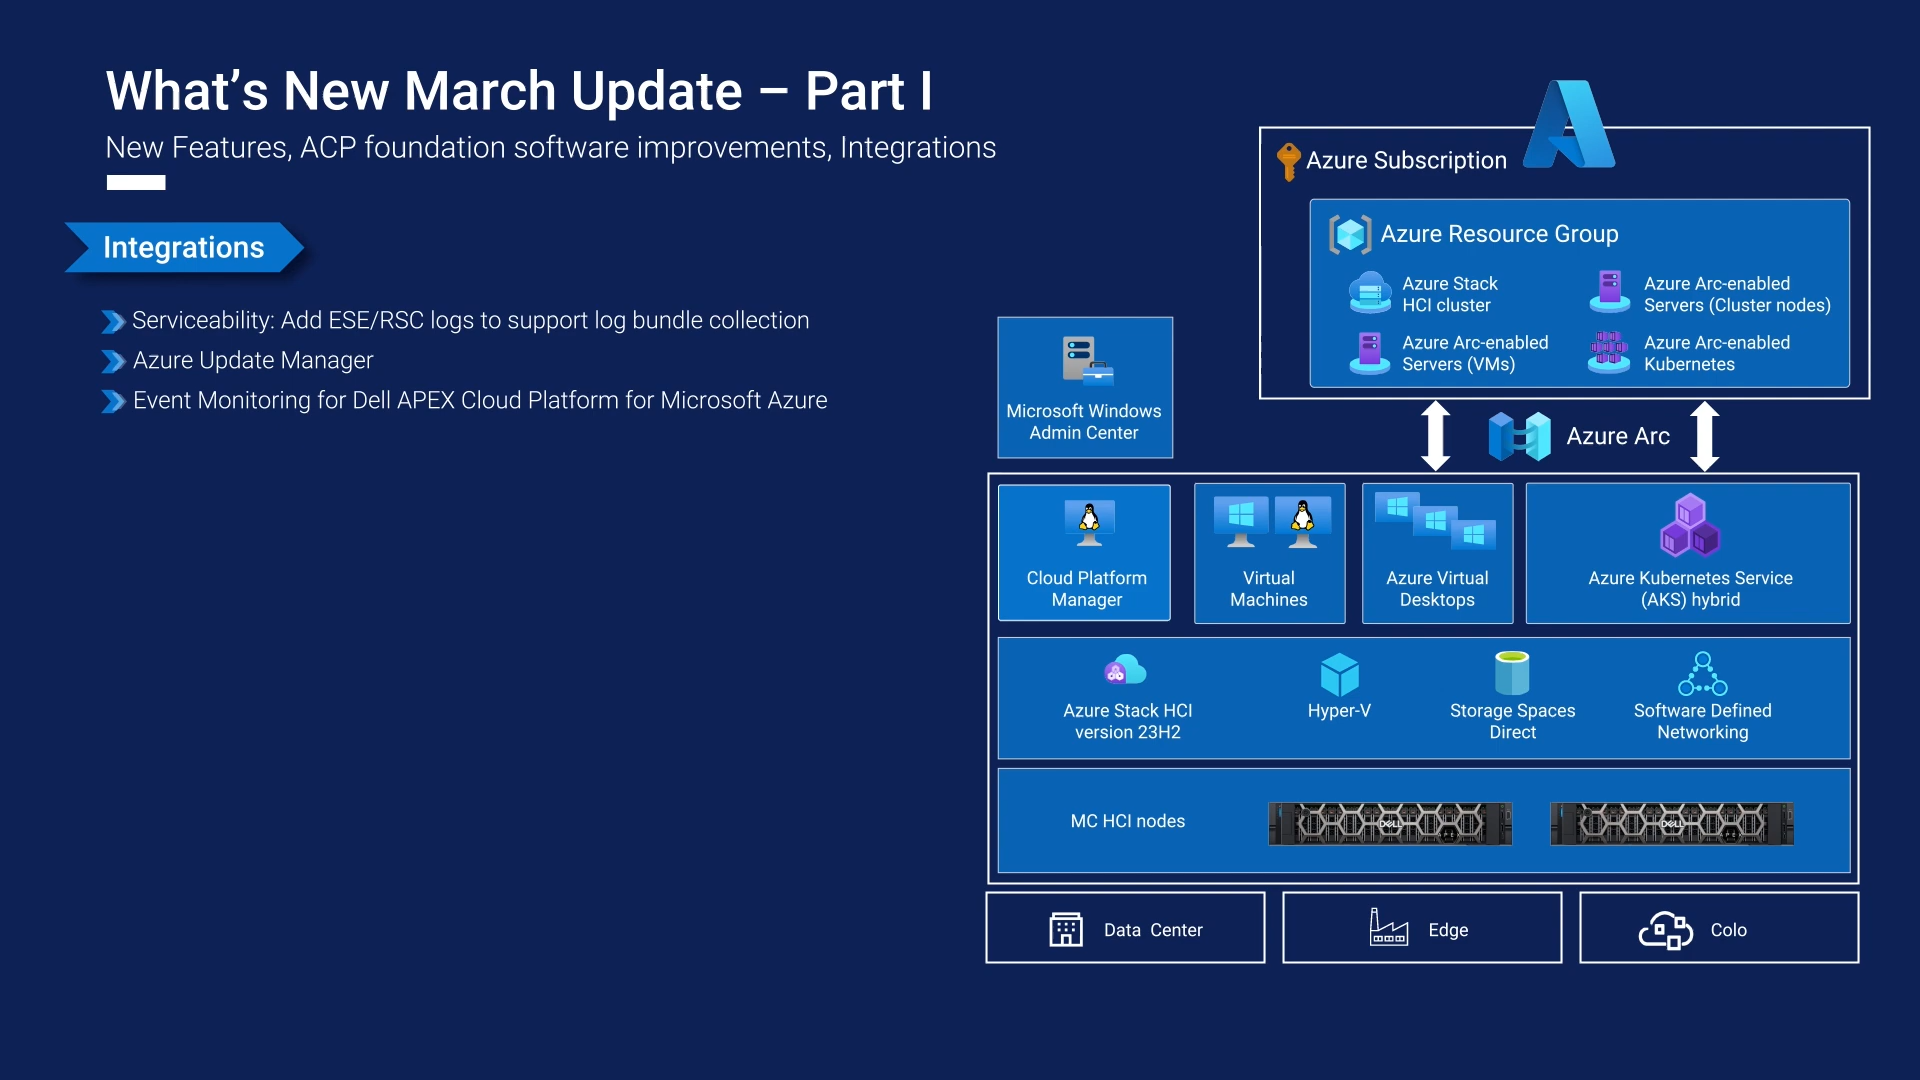 What’s New March Update – Part I
New Features, ACP foundation software improvements, Integrations
Integrations
Serviceability: Add ESE/RSC logs to support log bundle collection
Azure Update Manager
Event Monitoring for Dell APEX Cloud Platform for Microsoft Azure
Azure Subscription
Azure Resource Group
Azure Stack
HCI cluster
Azure Arc-enabled
Servers (Cluster nodes)
Azure Arc-enabled
Servers (VMs)
Azure Arc-enabled
Kubernetes
Microsoft Windows
Admin Center
Azure Arc
Cloud Platform
Manager
Virtual
Machines
Azure Virtual
Desktops
Azure Kubernetes Service
(AKS) hybrid
Azure Stack HCI
version 23H2
Hyper-V
Storage Spaces
Direct
Software Defined
Networking
MC HCI nodes
DELL
DELL
Data Center
Edge
Colo